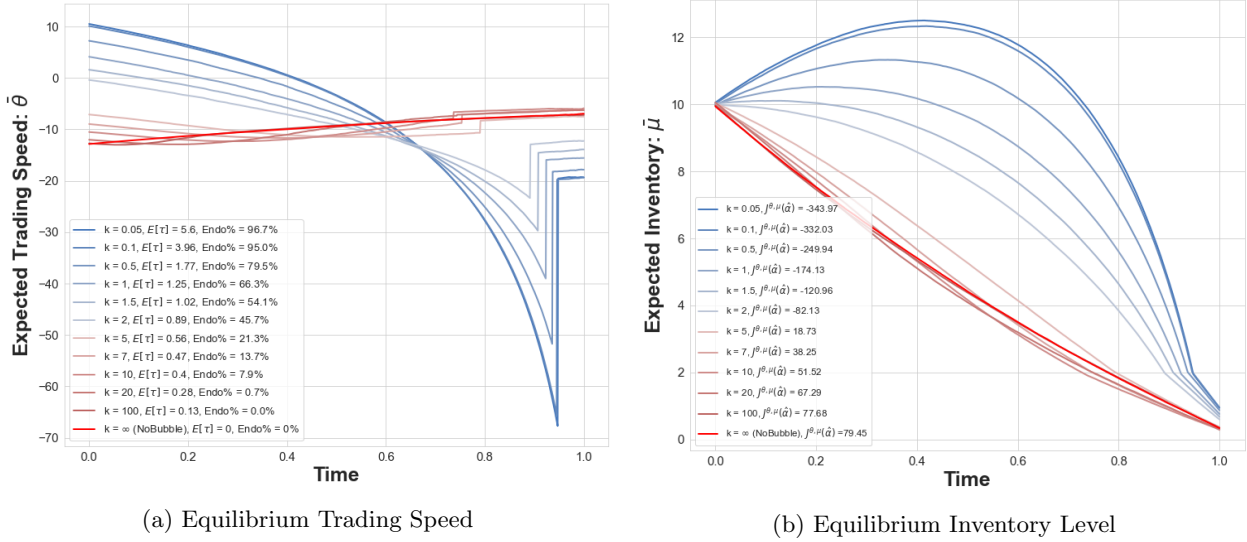 10
0
−10
−20
−30
−40
−50
−60
−70
0.0
0.2
0.4
0.6
0.8
1.0
Time
Expected Trading Speed: θ̄
k = 0.05, E[τ] = 5.6, Endo% = 96.7%
k = 0.1, E[τ] = 3.96, Endo% = 95.0%
k = 0.5, E[τ] = 1.77, Endo% = 79.5%
k = 1, E[τ] = 1.25, Endo% = 66.3%
k = 1.5, E[τ] = 1.02, Endo% = 54.1%
k = 2, E[τ] = 0.89, Endo% = 45.7%
k = 5, E[τ] = 0.56, Endo% = 21.3%
k = 7, E[τ] = 0.47, Endo% = 13.7%
k = 10, E[τ] = 0.4, Endo% = 7.9%
k = 20, E[τ] = 0.28, Endo% = 0.7%
k = 100, E[τ] = 0.13, Endo% = 0.0%
k = ∞ (NoBubble), E[τ] = 0, Endo% = 0%
(a) Equilibrium Trading Speed
12
10
8
6
4
2
0
0.0
0.2
0.4
0.6
0.8
1.0
Time
Expected Inventory: μ̄
k = 0.05, J^{θ,μ}(α̂) = -343.97
k = 0.1, J^{θ,μ}(α̂) = -332.03
k = 0.5, J^{θ,μ}(α̂) = -249.94
k = 1, J^{θ,μ}(α̂) = -174.13
k = 1.5, J^{θ,μ}(α̂) = -120.96
k = 2, J^{θ,μ}(α̂) = -82.13
k = 5, J^{θ,μ}(α̂) = 18.73
k = 7, J^{θ,μ}(α̂) = 38.25
k = 10, J^{θ,μ}(α̂) = 51.52
k = 20, J^{θ,μ}(α̂) = 67.29
k = 100, J^{θ,μ}(α̂) = 77.68
k = ∞ (NoBubble), J^{θ,μ}(α̂) =79.45
(b) Equilibrium Inventory Level